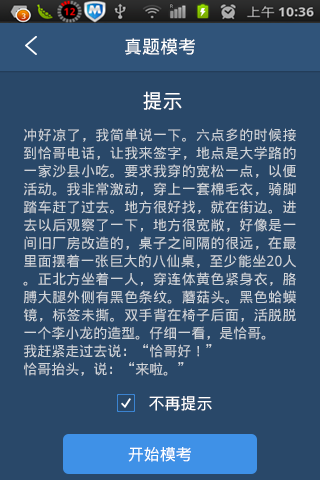 3
12
M
上午 10:36
真题模考
提示
冲好凉了，我简单说一下。六点多的时候接
到恰哥电话，让我来签字，地点是大学路的
一家沙县小吃。要求我穿的宽松一点，以便
活动。我非常激动，穿上一套棉毛衣，骑脚
踏车赶了过去。地方很好找，就在街边。进
去以后观察了一下，地方很宽敞，好像是一
间旧厂房改造的，桌子之间隔的很远，在最
里面摆着一张巨大的八仙桌，至少能坐20人
。正北方坐着一人，穿连体黄色紧身衣，胳
膊大腿外侧有黑色条纹。蘑菇头。黑色蛤蟆
镜，标签未撕。双手背在椅子后面，活脱脱
一个李小龙的造型。仔细一看，是恰哥。
我赶紧走过去说：“恰哥好！”
恰哥抬头，说：“来啦。”
不再提示
开始模考